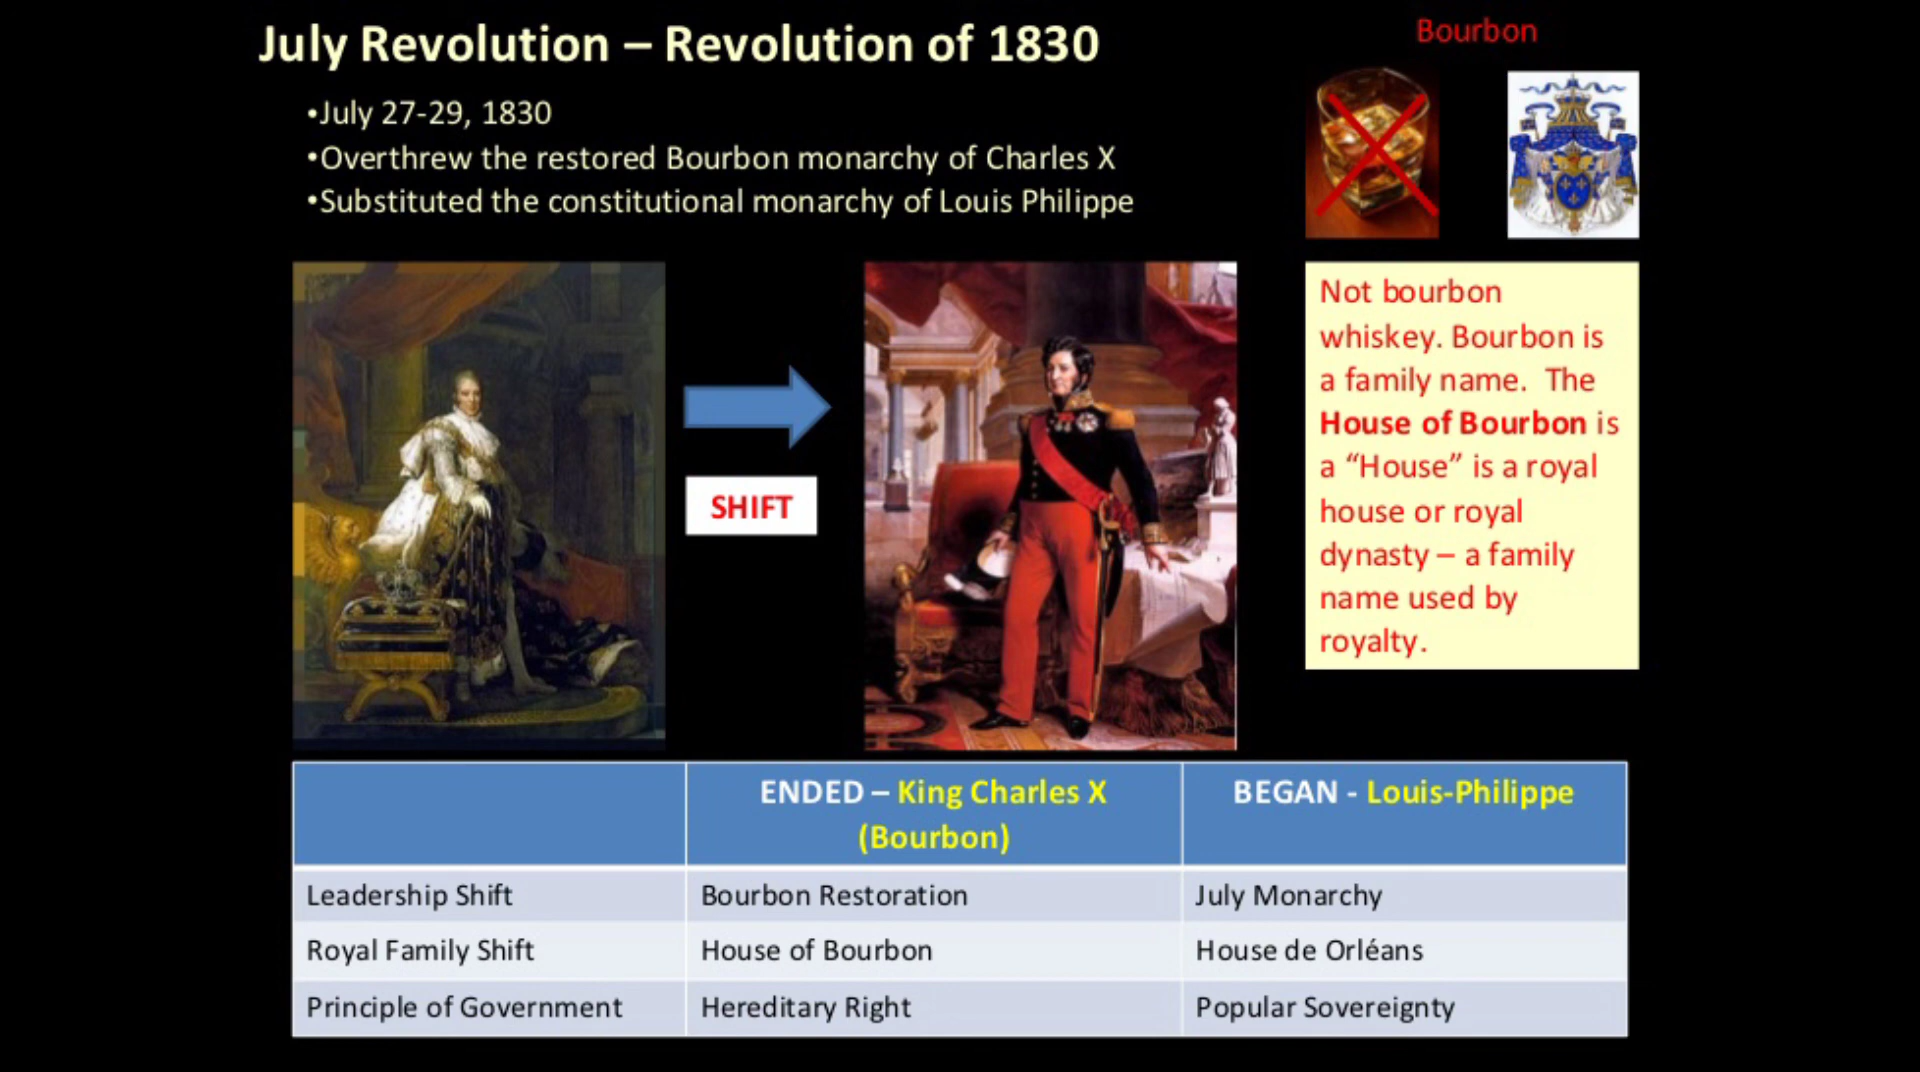 July Revolution – Revolution of 1830
•July 27-29, 1830
•Overthrew the restored Bourbon monarchy of Charles X
•Substituted the constitutional monarchy of Louis Philippe
Bourbon
SHIFT
Not bourbon
whiskey. Bourbon is
a family name.  The
House of Bourbon is
a “House” is a royal
house or royal
dynasty – a family
name used by
royalty.
ENDED – King Charles X
(Bourbon)
BEGAN - Louis-Philippe
Leadership Shift
Bourbon Restoration
July Monarchy
Royal Family Shift
House of Bourbon
House de Orléans
Principle of Government
Hereditary Right
Popular Sovereignty